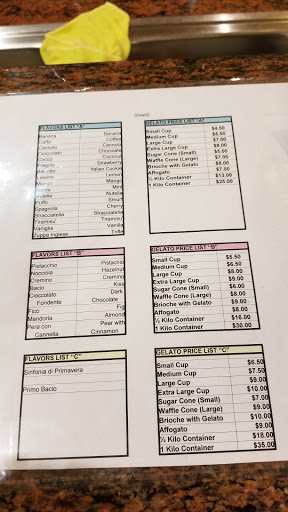 Sheet2
FLAVORS LIST "A"
Banana Banana
Caffe' Coffee
Cannolo Cannolo
Cioccolato Chocolate
Cocco Coconut
Fragola Strawberry
Italian Cookie
Limone Lemon
Mango Mango
Menta Mint
Nutella Nutella
Puffo Smurf
Spagnola Cherry
Stracciatella Stracciatella
Tiramisu' Tiramisu'
Vaniglia Vanilla
Zuppa Inglese Trifle
GELATO PRICE LIST "A"
Small Cup $4.50
Medium Cup $5.00
Large Cup $7.00
Extra Large Cup $8.00
Sugar Cone (Small) $5.00
Waffle Cone (Large) $7.00
Brioche with Gelato $8.00
Affogato $7.00
½ Kilo Container $13.00
1 Kilo Container $25.00
FLAVORS LIST "B"
Pistacchio Pistachio
Nocciola Hazelnut
Cremino Cremino
Bacio Kiss
Cioccolato Dark
Fondente Chocolate
Fico Fig
Mandorla Almond
Pera con Pear with
Cannella Cinnamon
GELATO PRICE LIST "B"
Small Cup $5.50
Medium Cup $6.50
Large Cup $8.00
Extra Large Cup $9.00
Sugar Cone (Small) $6.00
Waffle Cone (Large) $8.00
Brioche with Gelato $9.00
Affogato $8.00
½ Kilo Container $16.00
1 Kilo Container $30.00
FLAVORS LIST "C"
Sinfonia di Primavera
Primo Bacio
GELATO PRICE LIST "C"
Small Cup $6.50
Medium Cup $7.50
Large Cup $9.00
Extra Large Cup $10.00
Sugar Cone (Small) $7.00
Waffle Cone (Large) $9.00
Brioche with Gelato $10.00
Affogato $9.00
½ Kilo Container $18.00
1 Kilo Container $35.00